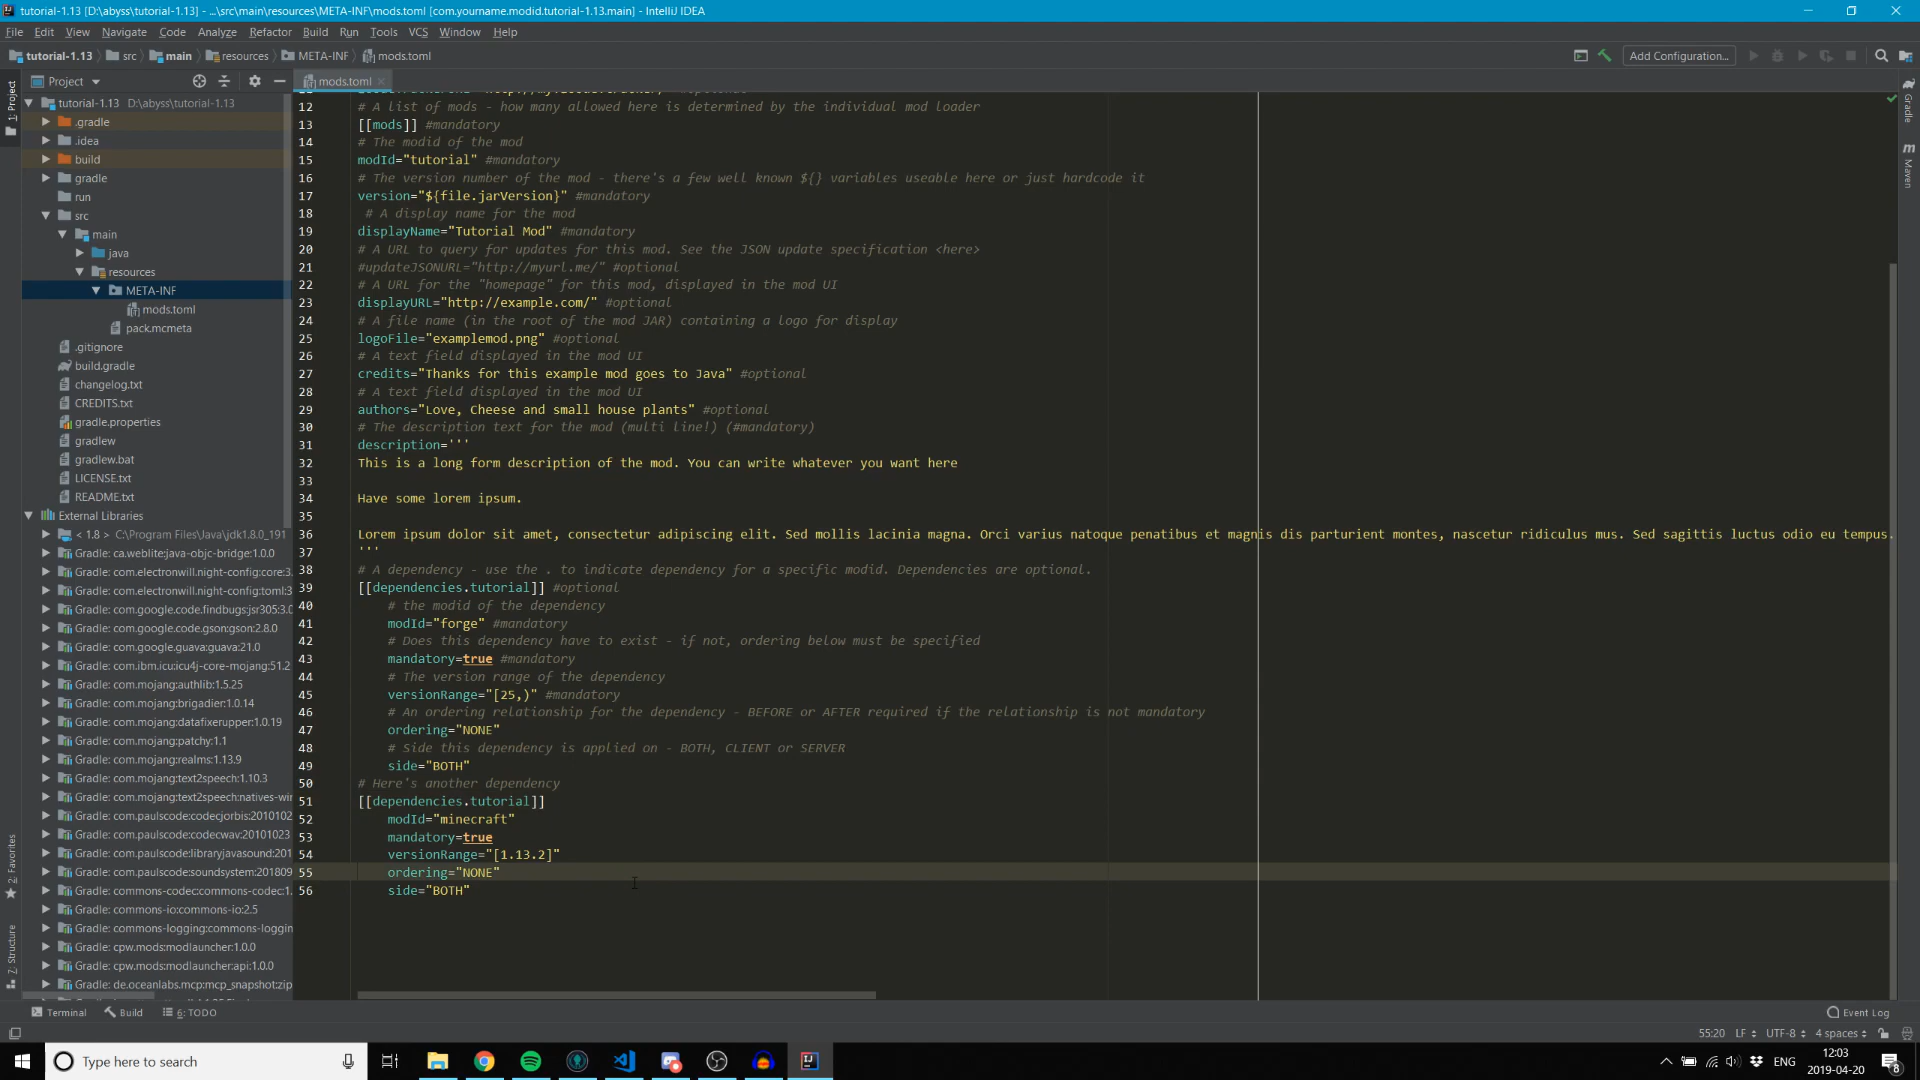 tutorial-1.13 [D:\abyss\tutorial-1.13] - ...\src\main\resources\META-INF\mods.toml [com.yourname.modid.tutorial-1.13.main] - IntelliJ IDEA
File Edit View Navigate Code Analyze Refactor Build Run Tools VCS Window Help
tutorial-1.13 src main resources META-INF mods.toml Add Configuration...
Project mods.toml
1: Project
tutorial-1.13 D:\abyss\tutorial-1.13
.gradle
.idea
build
gradle
run
src
main
java
resources
META-INF
mods.toml
pack.mcmeta
.gitignore
build.gradle
changelog.txt
CREDITS.txt
gradle.properties
gradlew
gradlew.bat
LICENSE.txt
README.txt
External Libraries
< 1.8 > C:\Program Files\Java\jdk1.8.0_191
Gradle: ca.weblite:java-objc-bridge:1.0.0
Gradle: com.electronwill.night-config:core:3.
Gradle: com.electronwill.night-config:toml:3
Gradle: com.google.code.findbugs:jsr305:3.0
Gradle: com.google.code.gson:gson:2.8.0
Gradle: com.google.guava:guava:21.0
Gradle: com.ibm.icu:icu4j-core-mojang:51.2
Gradle: com.mojang:authlib:1.5.25
Gradle: com.mojang:brigadier:1.0.14
Gradle: com.mojang:datafixerupper:1.0.19
Gradle: com.mojang:patchy:1.1
Gradle: com.mojang:realms:1.13.9
Gradle: com.mojang:text2speech:1.10.3
Gradle: com.mojang:text2speech:natives-wi
Gradle: com.paulscode:codecjorbis:2010102
Gradle: com.paulscode:codecwav:20101023
Gradle: com.paulscode:libraryjavasound:201
Gradle: com.paulscode:soundsystem:201809
Gradle: commons-codec:commons-codec:1.
Gradle: commons-io:commons-io:2.5
Gradle: commons-logging:commons-loggin
Gradle: cpw.mods:modlauncher:1.0.0
Gradle: cpw.mods:modlauncher:api:1.0.0
Gradle: de.oceanlabs.mcp:mcp_snapshot:zip
2: Favorites
Z: Structure
12 # A list of mods - how many allowed here is determined by the individual mod loader
13 [[mods]] #mandatory
14 # The modid of the mod
15 modId="tutorial" #mandatory
16 # The version number of the mod - there's a few well known ${} variables useable here or just hardcode it
17 version="${file.jarVersion}" #mandatory
18 # A display name for the mod
19 displayName="Tutorial Mod" #mandatory
20 # A URL to query for updates for this mod. See the JSON update specification <here>
21 #updateJSONURL="http://myurl.me/" #optional
22 # A URL for the "homepage" for this mod, displayed in the mod UI
23 displayURL="http://example.com/" #optional
24 # A file name (in the root of the mod JAR) containing a logo for display
25 logoFile="examplemod.png" #optional
26 # A text field displayed in the mod UI
27 credits="Thanks for this example mod goes to Java" #optional
28 # A text field displayed in the mod UI
29 authors="Love, Cheese and small house plants" #optional
30 # The description text for the mod (multi line!) (#mandatory)
31 description='''
32 This is a long form description of the mod. You can write whatever you want here
33
34 Have some lorem ipsum.
35
36 Lorem ipsum dolor sit amet, consectetur adipiscing elit. Sed mollis lacinia magna. Orci varius natoque penatibus et magnis dis parturient montes, nascetur ridiculus mus. Sed sagittis luctus odio eu tempus.
37 '''
38 # A dependency - use the . to indicate dependency for a specific modid. Dependencies are optional.
39 [[dependencies.tutorial]] #optional
40 # the modid of the dependency
41 modId="forge" #mandatory
42 # Does this dependency have to exist - if not, ordering below must be specified
43 mandatory=true #mandatory
44 # The version range of the dependency
45 versionRange="[25,)" #mandatory
46 # An ordering relationship for the dependency - BEFORE or AFTER required if the relationship is not mandatory
47 ordering="NONE"
48 # Side this dependency is applied on - BOTH, CLIENT or SERVER
49 side="BOTH"
50 # Here's another dependency
51 [[dependencies.tutorial]]
52 modId="minecraft"
53 mandatory=true
54 versionRange="[1.13.2]"
55 ordering="NONE"
56 side="BOTH"
Gradle
m Maven
Terminal Build 6: TODO Event Log
55:20 LF UTF-8 4 spaces
Type here to search ENG 12:03 2019-04-20 8